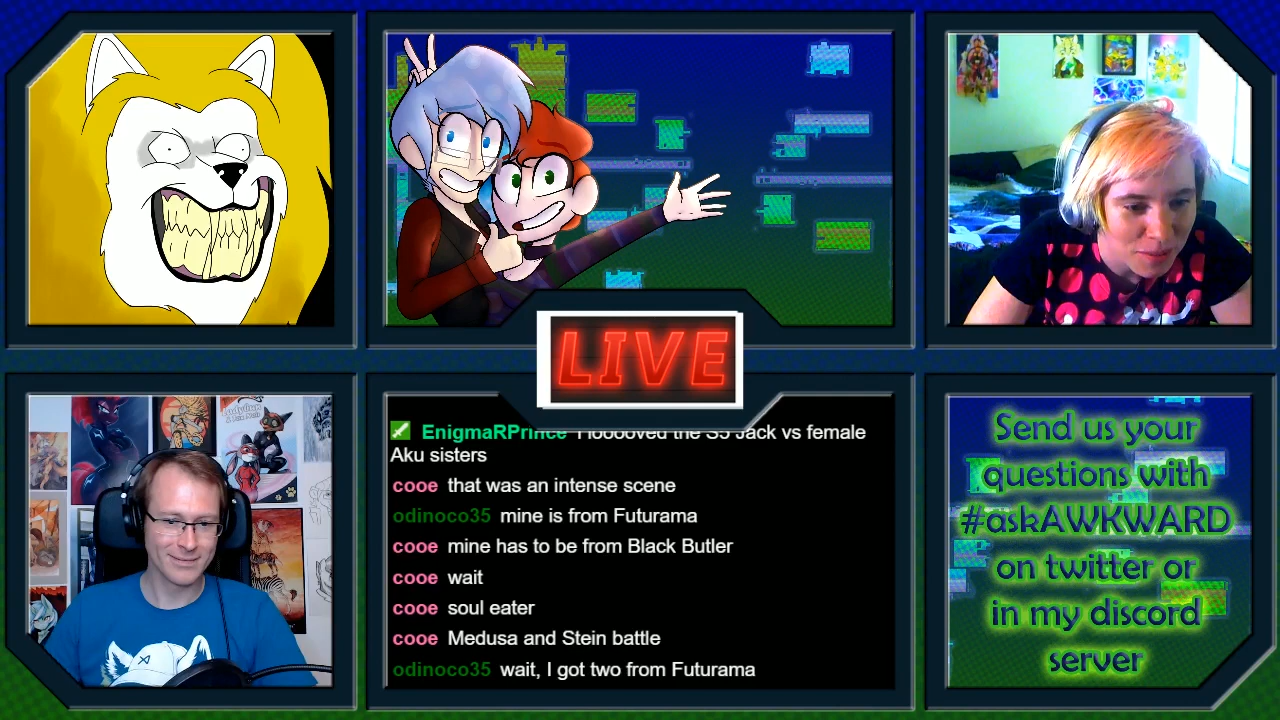 LIVE
EnigmaRPrince I looooved the S5 Jack vs female
Aku sisters
cooe that was an intense scene
odinoco35 mine is from Futurama
cooe mine has to be from Black Butler
cooe wait
cooe soul eater
cooe Medusa and Stein battle
odinoco35 wait, I got two from Futurama
Send us your
questions with
#askAWKWARD
on twitter or
in my discord
server